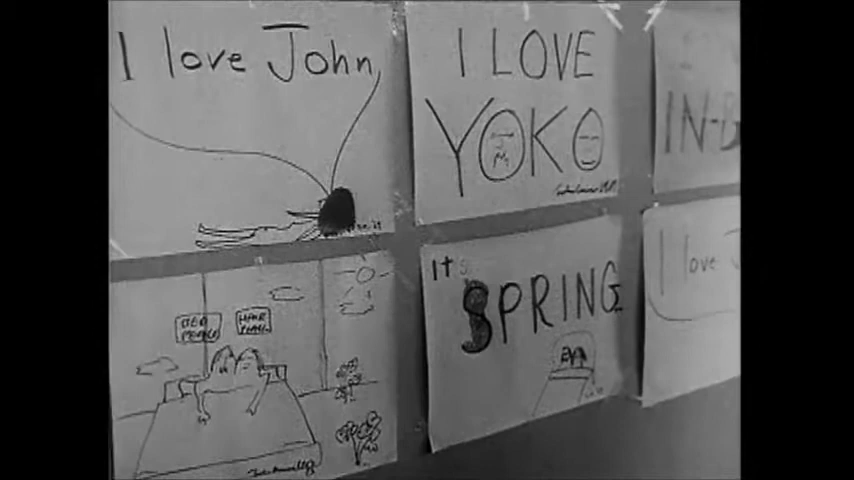 I love John
I LOVE
YOKO
IN-B
BED
PEACE
HAIR
PEACE
IT'S
SPRING
I love J